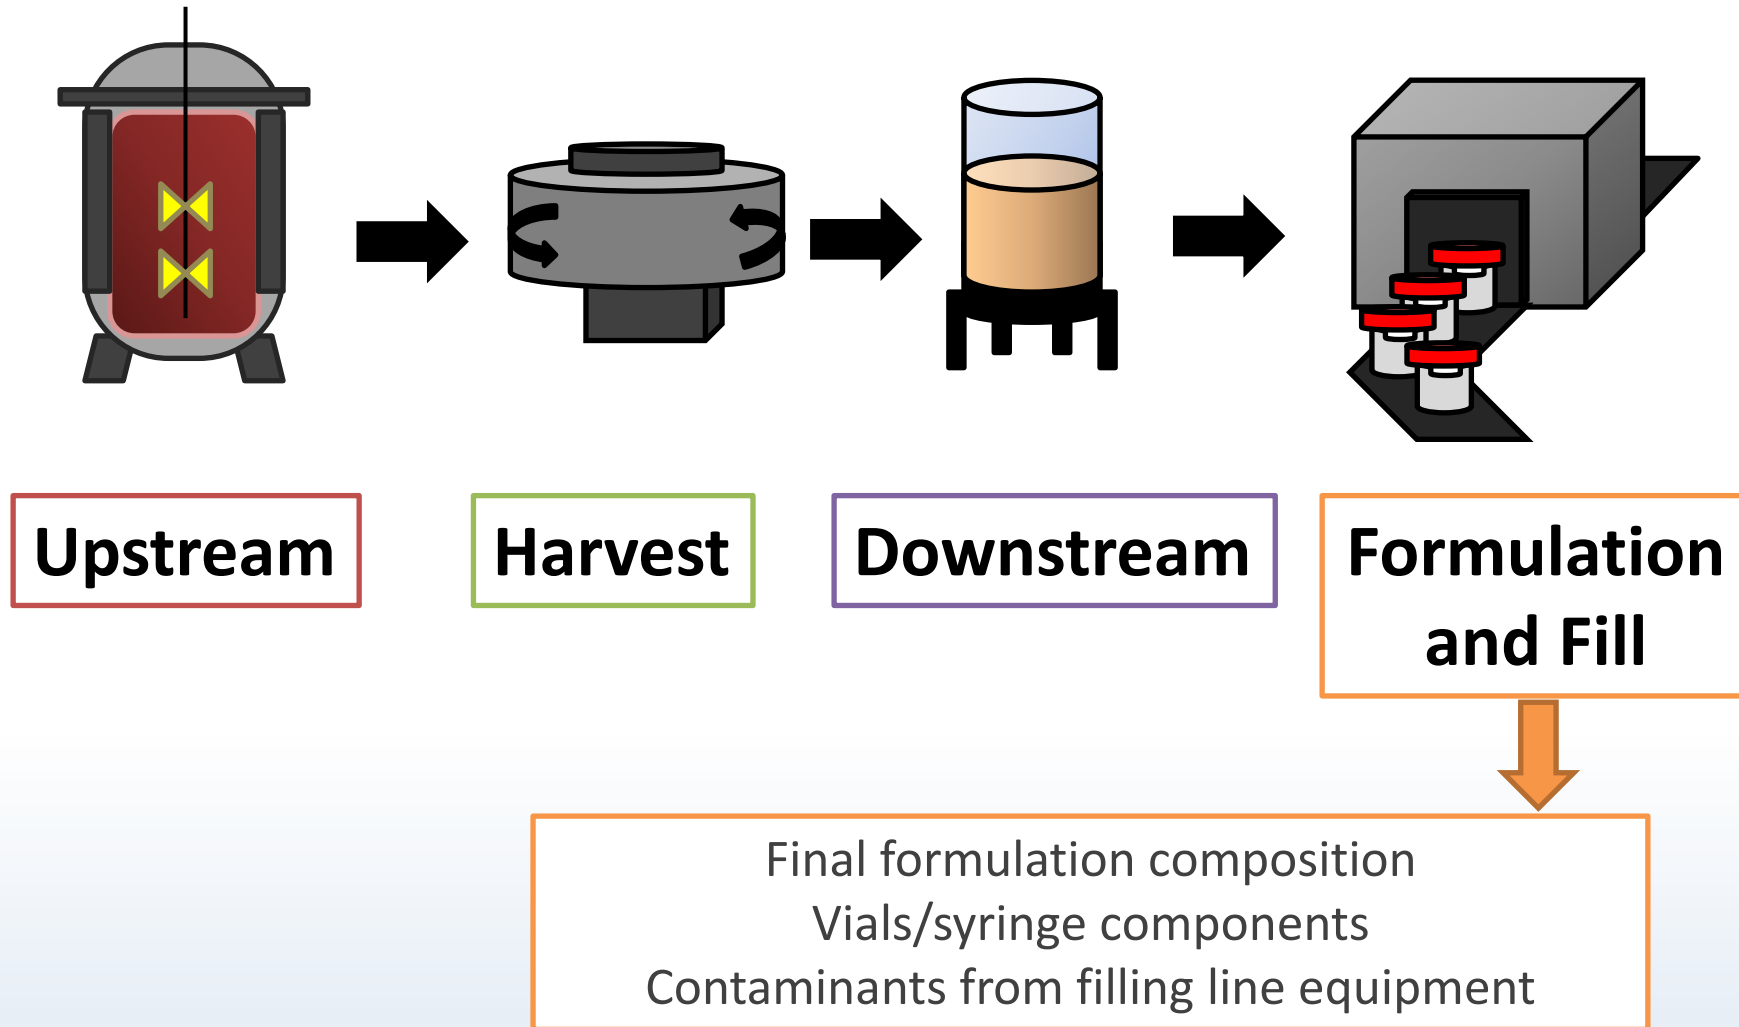 Upstream
Harvest
Downstream
Formulation
and Fill
Final formulation composition
Vials/syringe components
Contaminants from filling line equipment